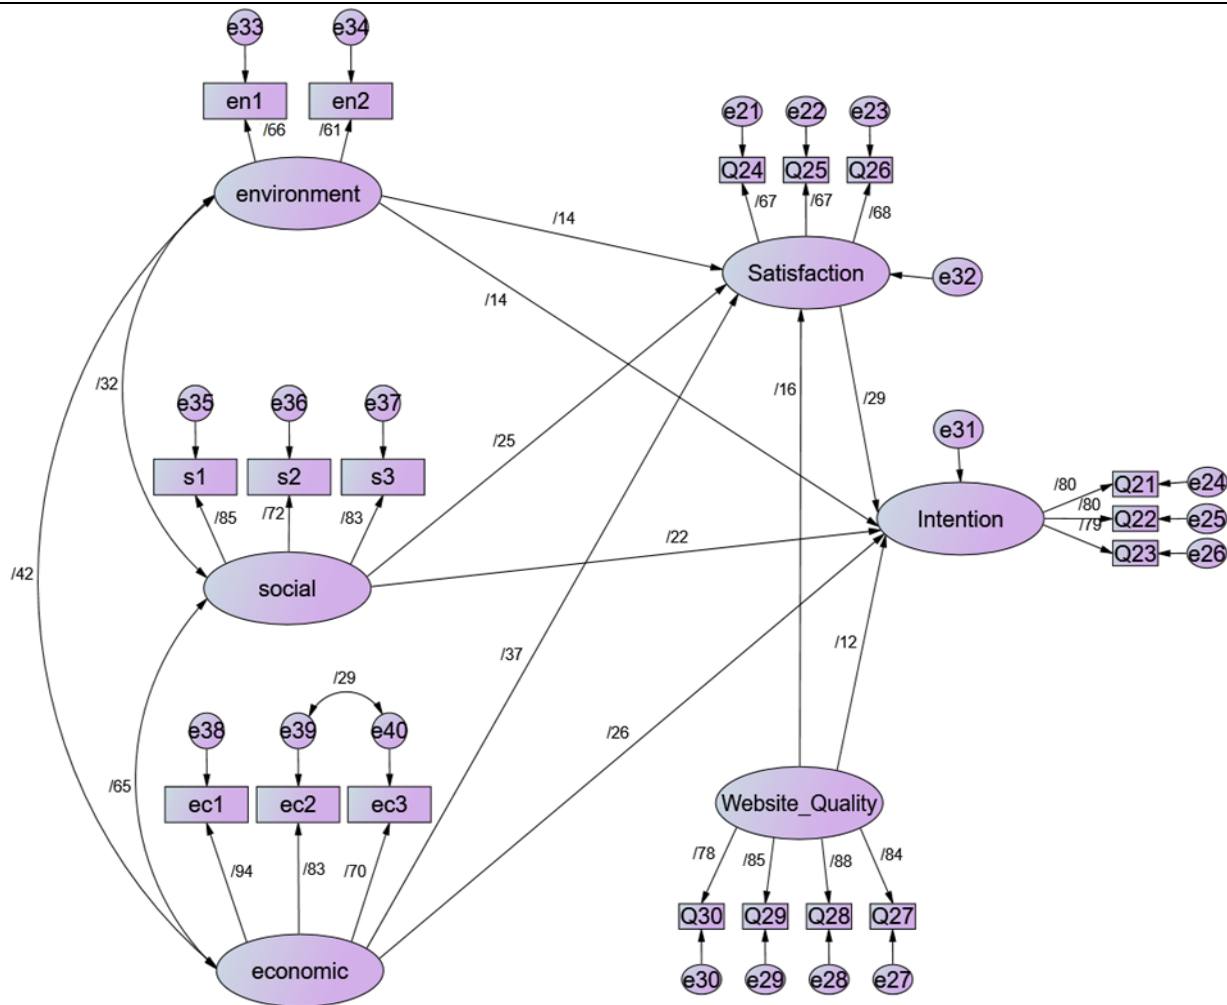 e33 e34
en1 en2
/66 /61
environment
e21 e22 e23
Q24 Q25 Q26
/67 /67 /68
Satisfaction
e32
/14
/14
/32
/42
e35 e36 e37
s1 s2 s3
/85 /72 /83
social
/25
/22
/37
/26
/16
/29
e31
Intention
/80
/80
/79
Q21 e24
Q22 e25
Q23 e26
/12
/65
/29
e38 e39 e40
ec1 ec2 ec3
/94 /83 /70
economic
Website_Quality
/78 /85 /88 /84
Q30 Q29 Q28 Q27
e30 e29 e28 e27